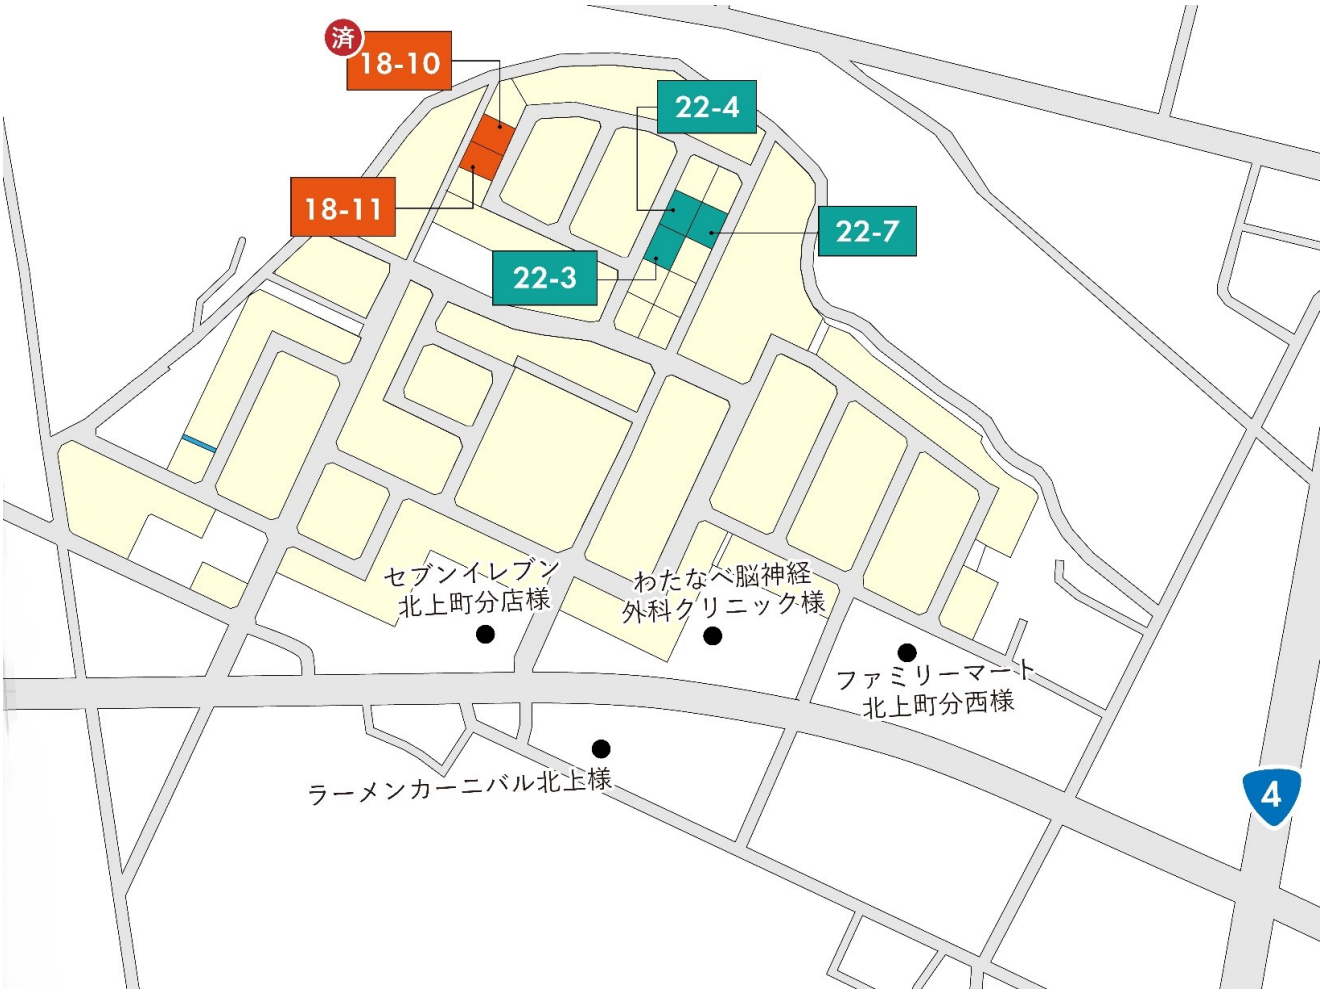 済
18-10
22-4
18-11
22-7
22-3
セブンイレブン
北上町分店様
わたなべ脳神経
外科クリニック様
ファミリーマート
北上町分西様
ラーメンカーニバル北上様
4